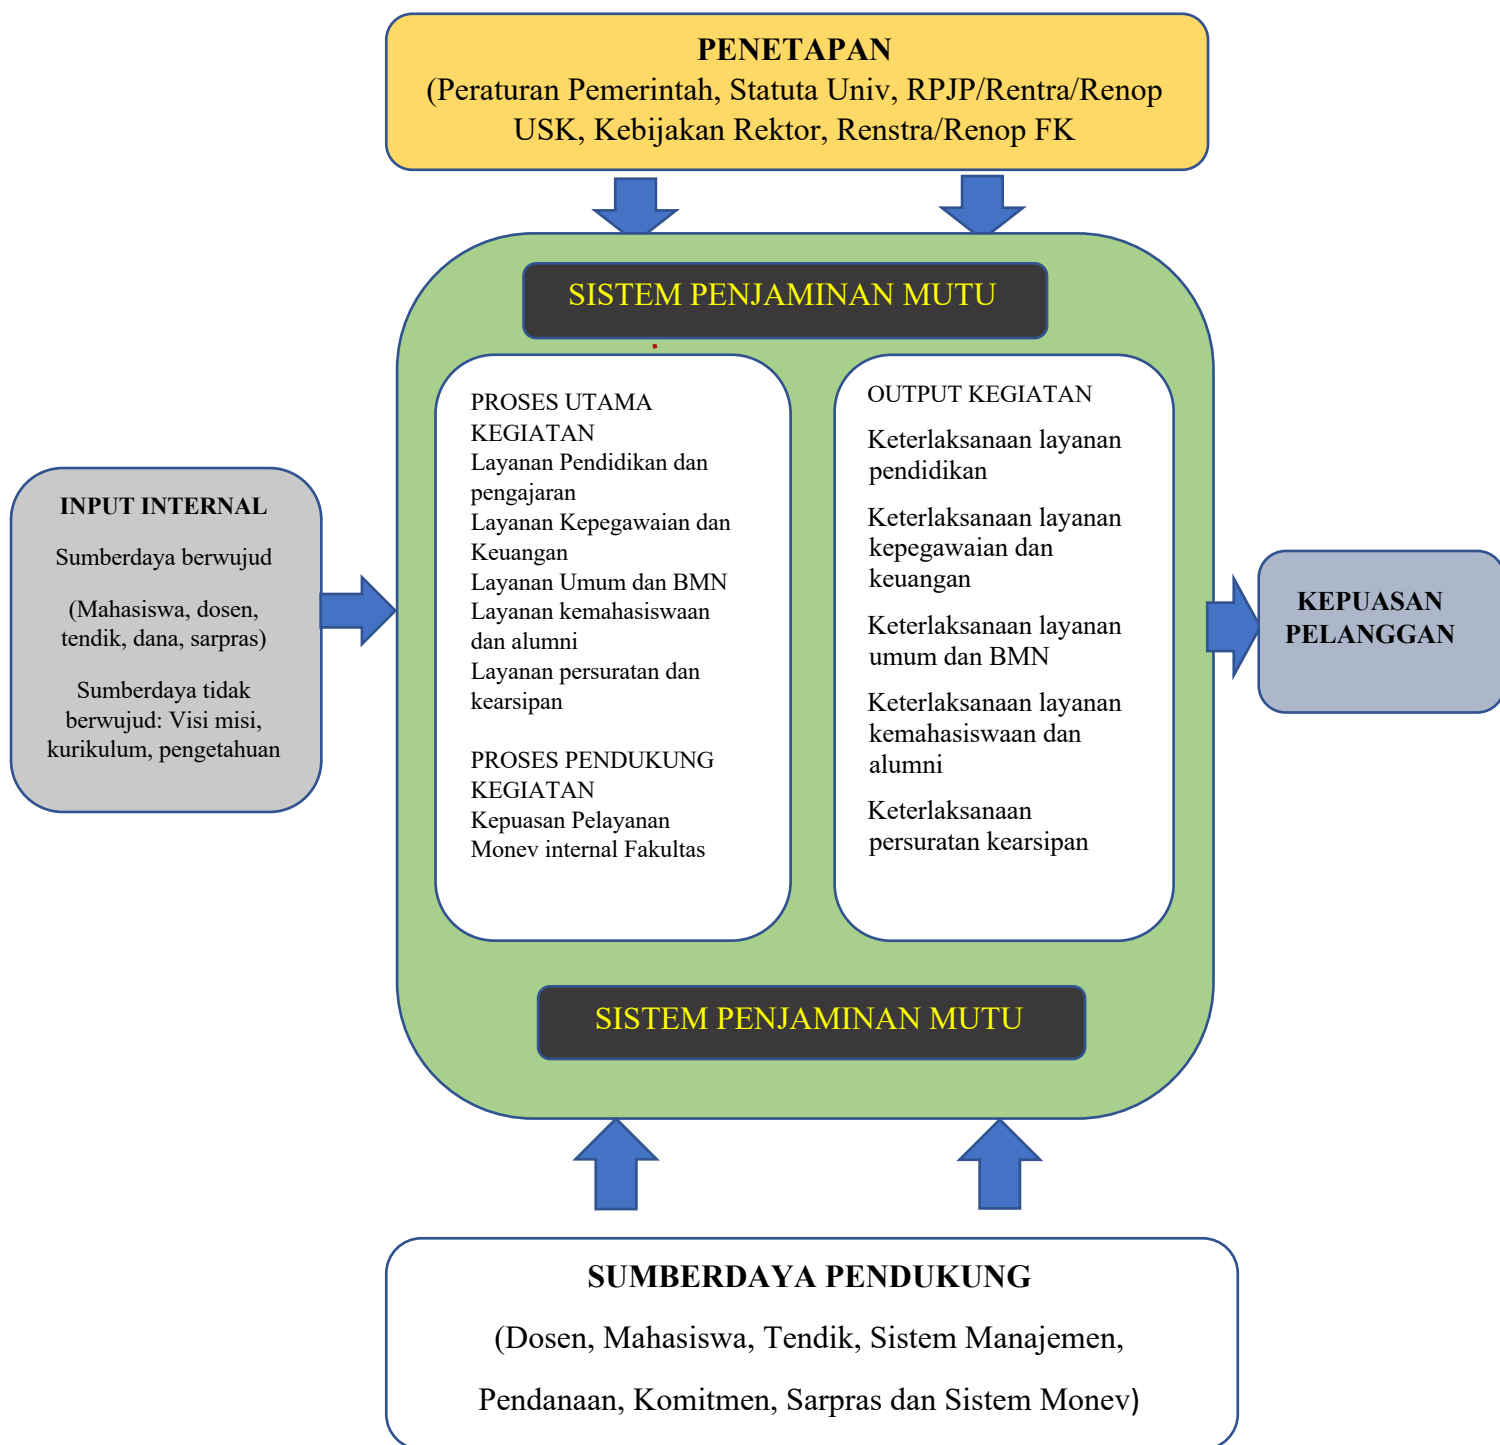 PENETAPAN
(Peraturan Pemerintah, Statuta Univ, RPJP/Rentra/Renop
USK, Kebijakan Rektor, Renstra/Renop FK
SISTEM PENJAMINAN MUTU
INPUT INTERNAL
Sumberdaya berwujud
(Mahasiswa, dosen,
tendik, dana, sarpras)
Sumberdaya tidak
berwujud: Visi misi,
kurikulum, pengetahuan
PROSES UTAMA
KEGIATAN
Layanan Pendidikan dan
pengajaran
Layanan Kepegawaian dan
Keuangan
Layanan Umum dan BMN
Layanan kemahasiswaan
dan alumni
Layanan persuratan dan
kearsipan
PROSES PENDUKUNG
KEGIATAN
Kepuasan Pelayanan
Monev internal Fakultas
OUTPUT KEGIATAN
Keterlaksanaan layanan
pendidikan
Keterlaksanaan layanan
kepegawaian dan
keuangan
Keterlaksanaan layanan
umum dan BMN
Keterlaksanaan layanan
kemahasiswaan dan
alumni
Keterlaksanaan
persuratan kearsipan
KEPUASAN
PELANGGAN
SISTEM PENJAMINAN MUTU
SUMBERDAYA PENDUKUNG
(Dosen, Mahasiswa, Tendik, Sistem Manajemen,
Pendanaan, Komitmen, Sarpras dan Sistem Monev)